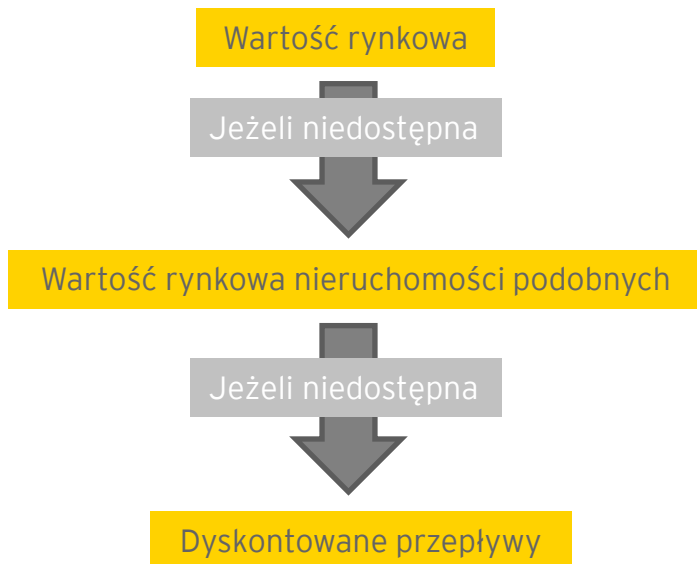 Wartość rynkowa
Jeżeli niedostępna
Wartość rynkowa nieruchomości podobnych
Jeżeli niedostępna
Dyskontowane przepływy